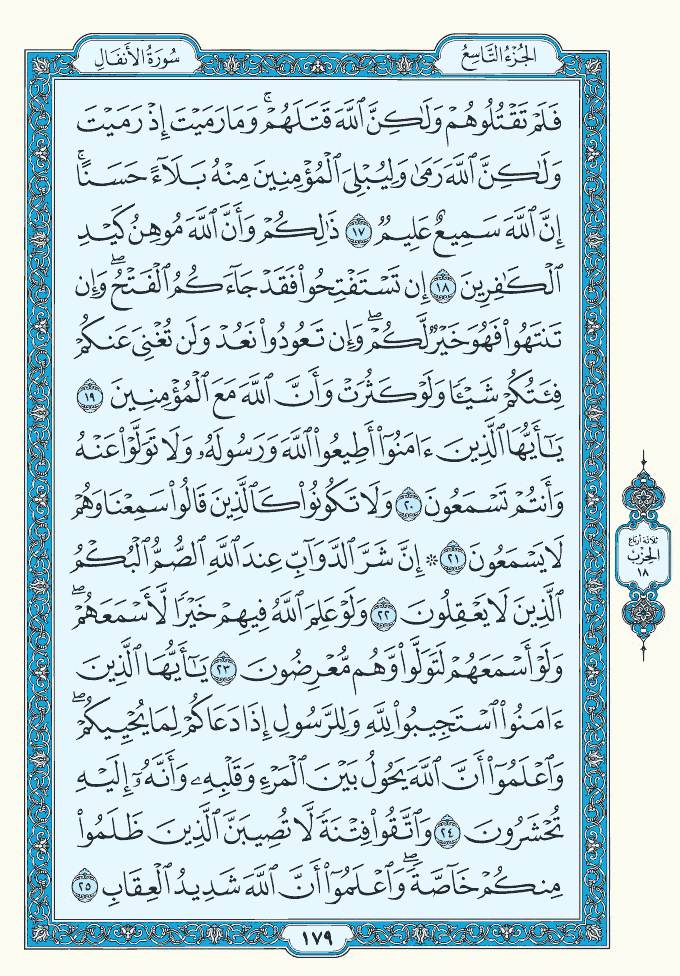 الجُزْءُ التَّاسِعُ
سُورَةُ الأَنفَالِ
فَلَمْ تَقْتُلُوهُمْ وَلَٰكِنَّ ٱللَّهَ قَتَلَهُمْۚ وَمَا رَمَيْتَ إِذْ رَمَيْتَ
وَلَٰكِنَّ ٱللَّهَ رَمَىٰ وَلِيُبْلِىَ ٱلْمُؤْمِنِينَ مِنْهُ بَلَآءً حَسَنًاۚ
إِنَّ ٱللَّهَ سَمِيعٌ عَلِيمٌ ١٧ ذَٰلِكُمْ وَأَنَّ ٱللَّهَ مُوهِنُ كَيْدِ
ٱلْكَٰفِرِينَ ١٨ إِن تَسْتَفْتِحُوا۟ فَقَدْ جَآءَكُمُ ٱلْفَتْحُۖ وَإِن
تَنتَهُوا۟ فَهُوَ خَيْرٌ لَّكُمْۖ وَإِن تَعُودُوا۟ نَعُدْ وَلَن تُغْنِىَ عَنكُمْ
فِئَتُكُمْ شَيْـًٔا وَلَوْ كَثُرَتْ وَأَنَّ ٱللَّهَ مَعَ ٱلْمُؤْمِنِينَ ١٩
يَٰٓأَيُّهَا ٱلَّذِينَ ءَامَنُوٓا۟ أَطِيعُوا۟ ٱللَّهَ وَرَسُولَهُۥ وَلَا تَوَلَّوْا۟ عَنْهُ
وَأَنتُمْ تَسْمَعُونَ ٢٠ وَلَا تَكُونُوا۟ كَٱلَّذِينَ قَالُوا۟ سَمِعْنَا وَهُمْ
لَا يَسْمَعُونَ ٢١ ۞ إِنَّ شَرَّ ٱلدَّوَآبِّ عِندَ ٱللَّهِ ٱلصُّمُّ ٱلْبُكْمُ
ٱلَّذِينَ لَا يَعْقِلُونَ ٢٢ وَلَوْ عَلِمَ ٱللَّهُ فِيهِمْ خَيْرًا لَّأَسْمَعَهُمْۖ
وَلَوْ أَسْمَعَهُمْ لَتَوَلَّوا۟ وَّهُم مُّعْرِضُونَ ٢٣ يَٰٓأَيُّهَا ٱلَّذِينَ
ءَامَنُوا۟ ٱسْتَجِيبُوا۟ لِلَّهِ وَلِلرَّسُولِ إِذَا دَعَاكُمْ لِمَا يُحْيِيكُمْۖ
وَٱعْلَمُوٓا۟ أَنَّ ٱللَّهَ يَحُولُ بَيْنَ ٱلْمَرْءِ وَقَلْبِهِۦ وَأَنَّهُۥٓ إِلَيْهِ
تُحْشَرُونَ ٢٤ وَٱتَّقُوا۟ فِتْنَةً لَّا تُصِيبَنَّ ٱلَّذِينَ ظَلَمُوا۟
مِنكُمْ خَآصَّةًۖ وَٱعْلَمُوٓا۟ أَنَّ ٱللَّهَ شَدِيدُ ٱلْعِقَابِ ٢٥
ثلاثة أرباع
الحِزْب
١٨
١٧٩